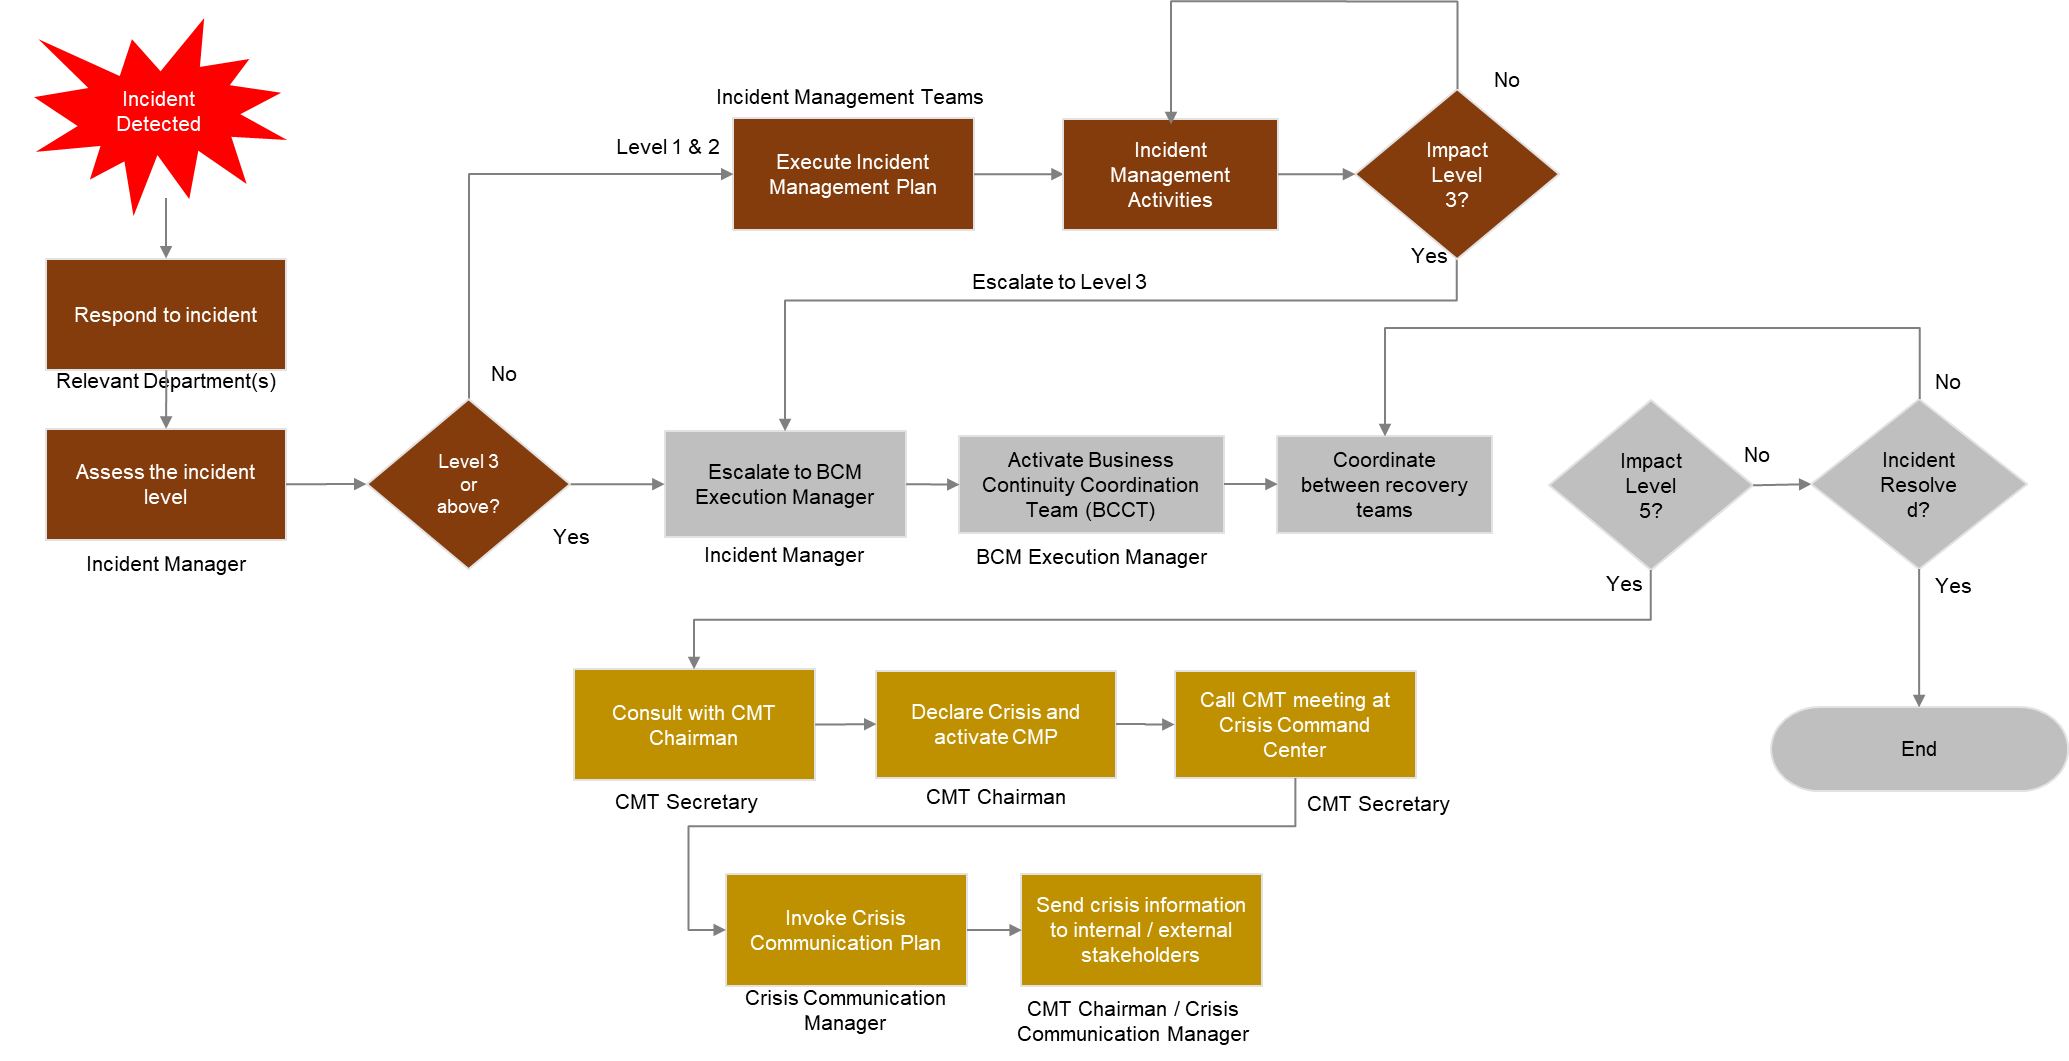 Incident
Detected
Respond to incident
Relevant Department(s)
Assess the incident
level
Incident Manager
Level 3
or
above?
No
Yes
Level 1 & 2
Incident Management Teams
Execute Incident
Management Plan
Incident
Management
Activities
Impact
Level
3?
No
Yes
Escalate to Level 3
Escalate to BCM
Execution Manager
Incident Manager
Activate Business
Continuity Coordination
Team (BCCT)
BCM Execution Manager
Coordinate
between recovery
teams
Impact
Level
5?
No
Yes
Incident
Resolve
d?
No
Yes
End
Consult with CMT
Chairman
CMT Secretary
Declare Crisis and
activate CMP
CMT Chairman
Call CMT meeting at
Crisis Command
Center
CMT Secretary
Invoke Crisis
Communication Plan
Crisis Communication
Manager
Send crisis information
to internal / external
stakeholders
CMT Chairman / Crisis
Communication Manager